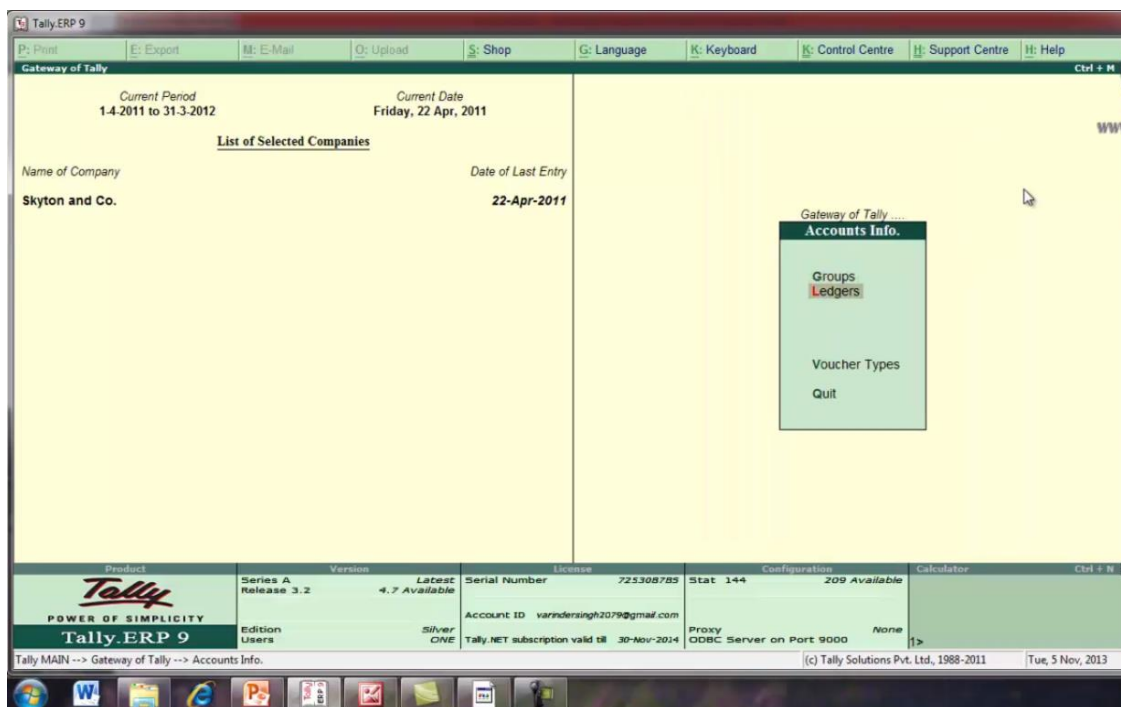 Tally.ERP 9
P: Print E: Export M: E-Mail O: Upload S: Shop G: Language K: Keyboard K: Control Centre H: Support Centre H: Help
Gateway of Tally Ctrl + M
Current Period Current Date
1-4-2011 to 31-3-2012 Friday, 22 Apr, 2011
List of Selected Companies
Name of Company Date of Last Entry
Skyton and Co. 22-Apr-2011
Gateway of Tally ....
Accounts Info.
Groups
Ledgers
Voucher Types
Quit
Product Version License Configuration Calculator Ctrl + N
Tally
POWER OF SIMPLICITY
Tally.ERP 9
Series A Latest
Release 3.2 4.7 Available
Edition Silver
Users ONE
Serial Number 725308785
Account ID varindersingh2079@gmail.com
Tally.NET subscription valid till 30-Nov-2014
Stat 144 209 Available
Proxy None
ODBC Server on Port 9000
1>
Tally MAIN --> Gateway of Tally --> Accounts Info. (c) Tally Solutions Pvt. Ltd., 1988-2011 Tue, 5 Nov, 2013